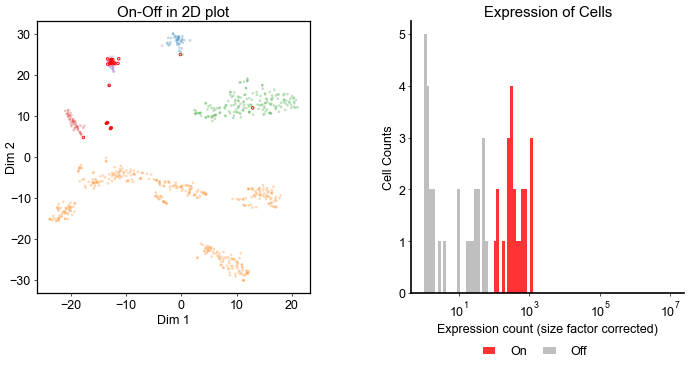 On-Off in 2D plot
Dim 2
30
20
10
0
−10
−20
−30
−20
−10
0
10
20
Dim 1
Expression of Cells
Cell Counts
5
4
3
2
1
0
10^1
10^3
10^5
10^7
Expression count (size factor corrected)
On
Off